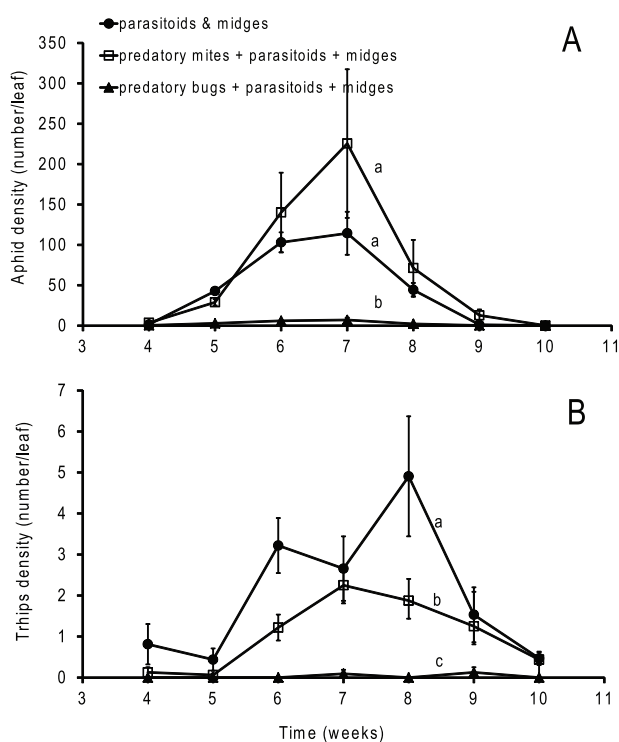 parasitoids & midges
A
predatory mites + parasitoids + midges
predatory bugs + parasitoids + midges
Aphid density (number/leaf)
350
300
250
200
150
100
50
0
a
a
b
3 4 5 6 7 8 9 10 11
B
Trhips density (number/leaf)
7
6
5
4
3
2
1
0
a
b
c
3 4 5 6 7 8 9 10 11
Time (weeks)